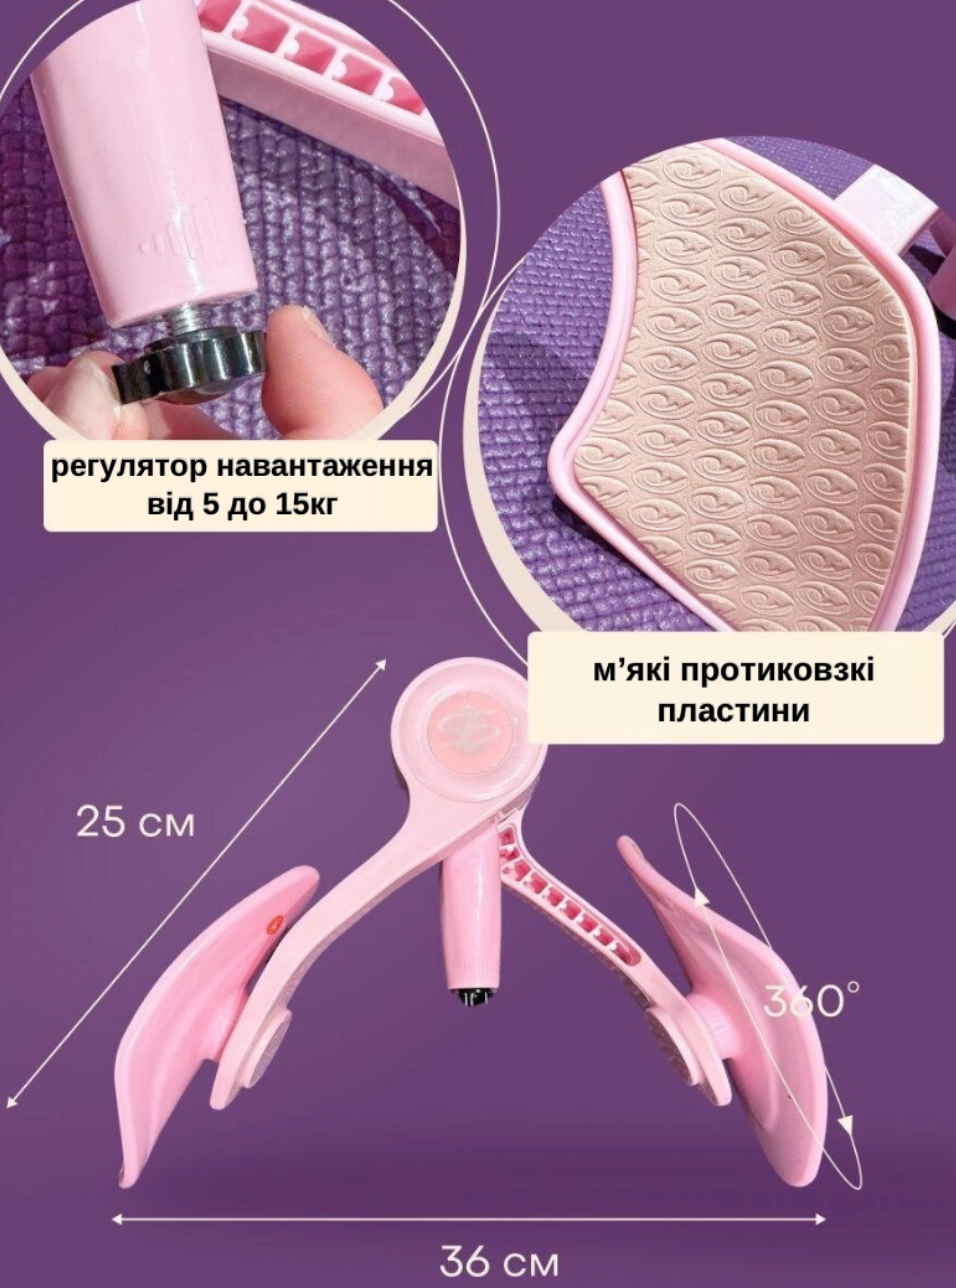 регулятор навантаження
від 5 до 15кг
м’які протиковзкі
пластини
25 см
360°
36 см